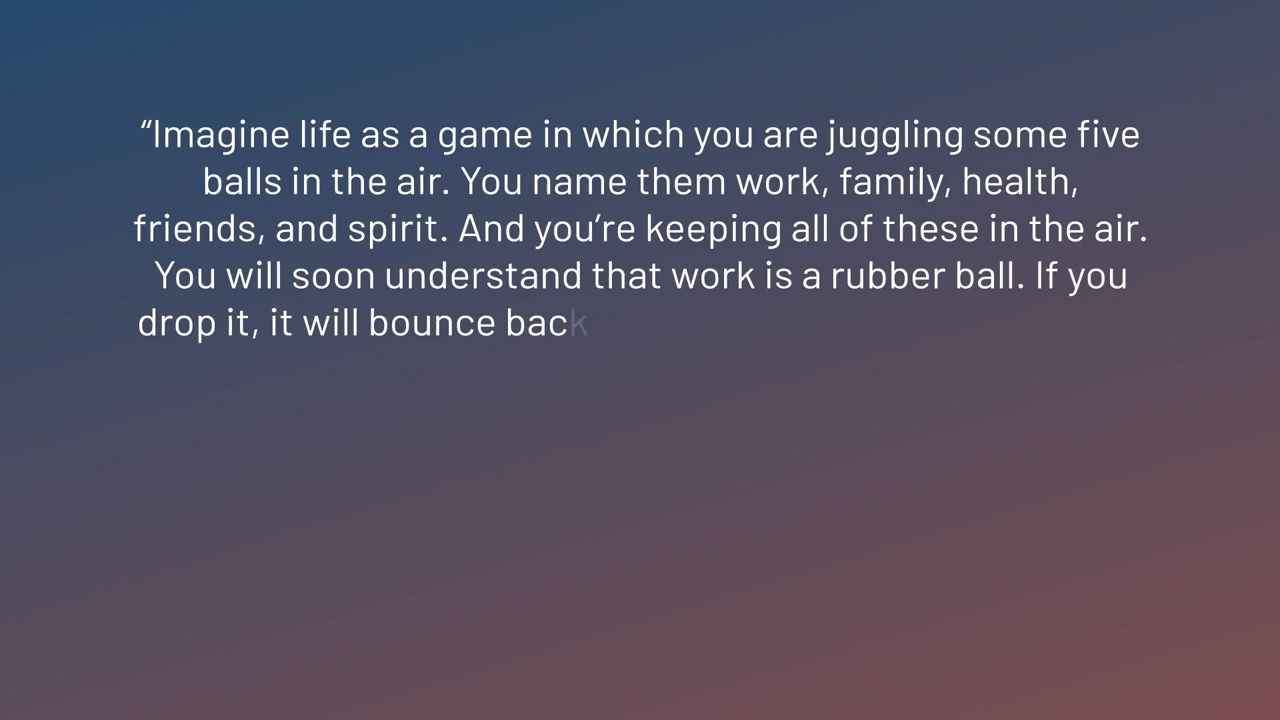 “Imagine life as a game in which you are juggling some five
balls in the air. You name them work, family, health,
friends, and spirit. And you’re keeping all of these in the air.
You will soon understand that work is a rubber ball. If you
drop it, it will bounce back